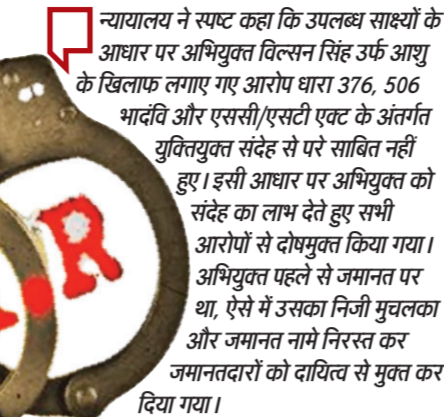 न्यायालय ने स्पष्ट कहा कि उपलब्ध साक्ष्यों के
आधार पर अभियुक्त विल्सन सिंह उर्फ आशु
के खिलाफ लगाए गए आरोप धारा 376, 506
भादंवि और एससी/एसटी एक्ट के अंतर्गत
युक्तियुक्त संदेह से परे साबित नहीं
हुए। इसी आधार पर अभियुक्त को
संदेह का लाभ देते हुए सभी
आरोपों से दोषमुक्त किया गया।
अभियुक्त पहले से जमानत पर
था, ऐसे में उसका निजी मुचलका
और जमानत नामे निरस्त कर
जमानतदारों को दायित्व से मुक्त कर
दिया गया।
.R